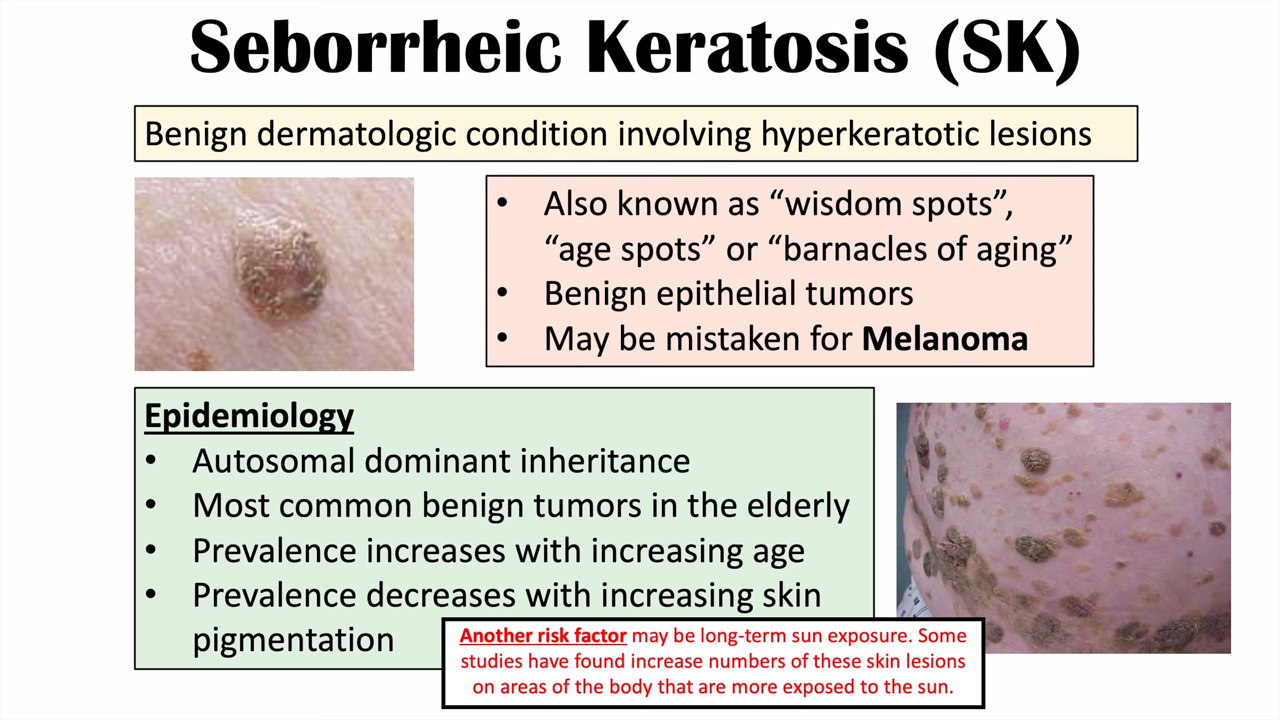 Seborrheic Keratosis (SK)
Benign dermatologic condition involving hyperkeratotic lesions
• Also known as “wisdom spots”,
“age spots” or “barnacles of aging”
• Benign epithelial tumors
• May be mistaken for Melanoma
Epidemiology
• Autosomal dominant inheritance
• Most common benign tumors in the elderly
• Prevalence increases with increasing age
• Prevalence decreases with increasing skin
pigmentation
Another risk factor may be long-term sun exposure. Some
studies have found increase numbers of these skin lesions
on areas of the body that are more exposed to the sun.